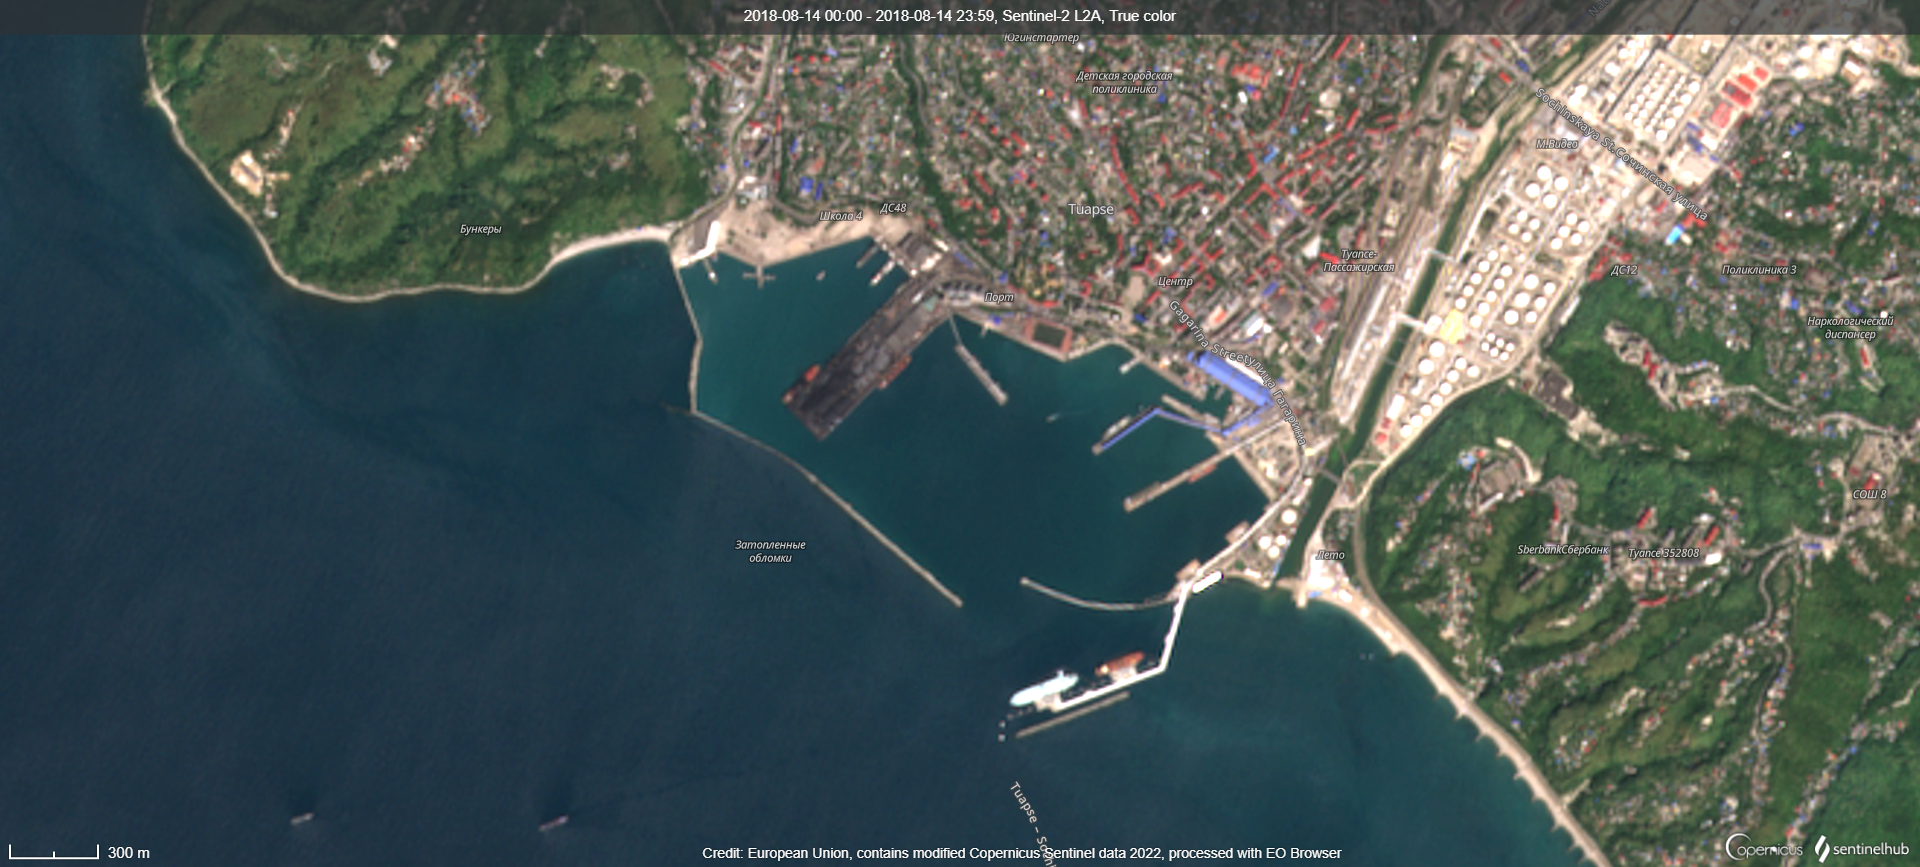 2018-08-14 00:00 - 2018-08-14 23:59, Sentinel-2 L2A, True color
Югинстартер
Детская городская
поликлиника
Sochinskaya St.Сочинская улица
М.Видео
Школа 4
ДС48
Tuapse
Бункеры
Туапсе-
Пассажирская
ДС12
Поликлиника 3
Центр
Порт
Gagarina Streetулица Гагарина
Наркологический
диспансер
СОШ 8
Затопленные
обломки
Лето
SberbankСбербанк
Туапсе 352808
Tuapse – Sochi
300 m
Credit: European Union, contains modified Copernicus Sentinel data 2022, processed with EO Browser
opernicus
sentinelhub